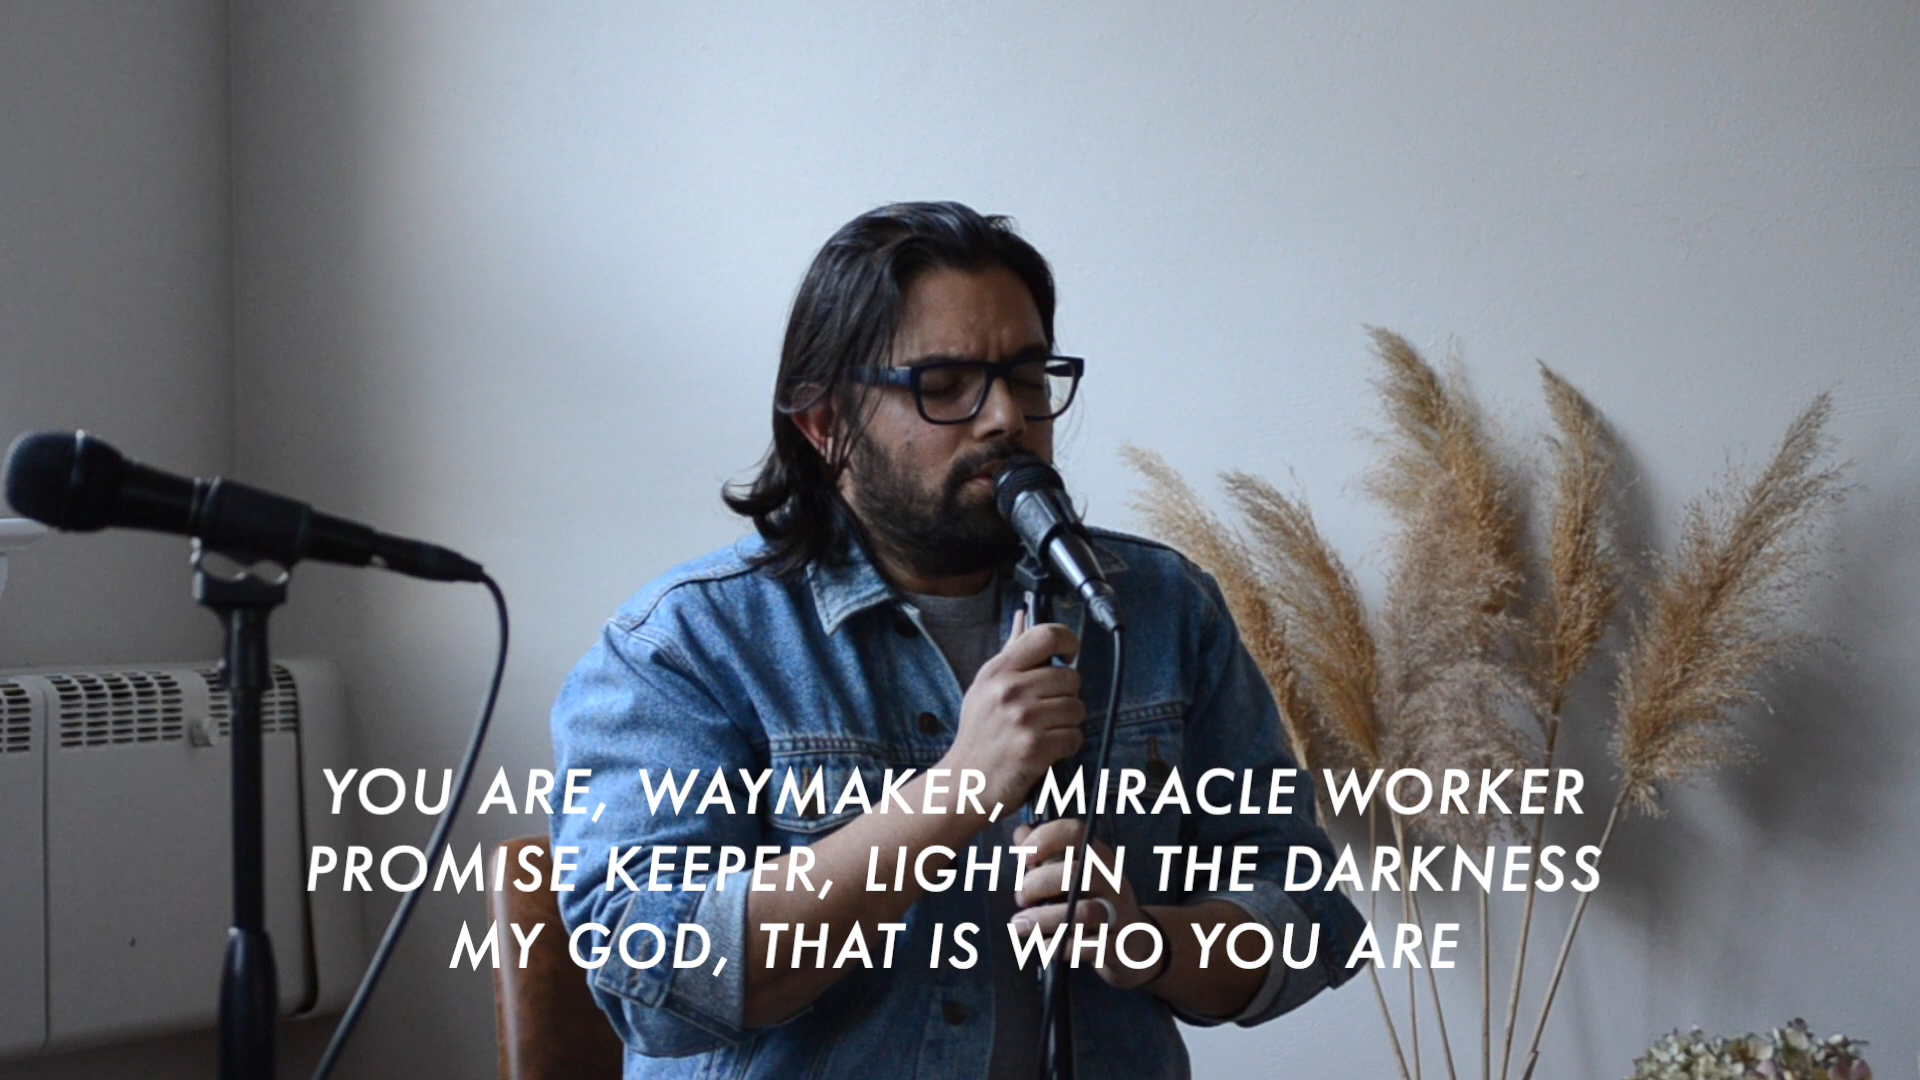 YOU ARE, WAYMAKER, MIRACLE WORKER
PROMISE KEEPER, LIGHT IN THE DARKNESS
MY GOD, THAT IS WHO YOU ARE